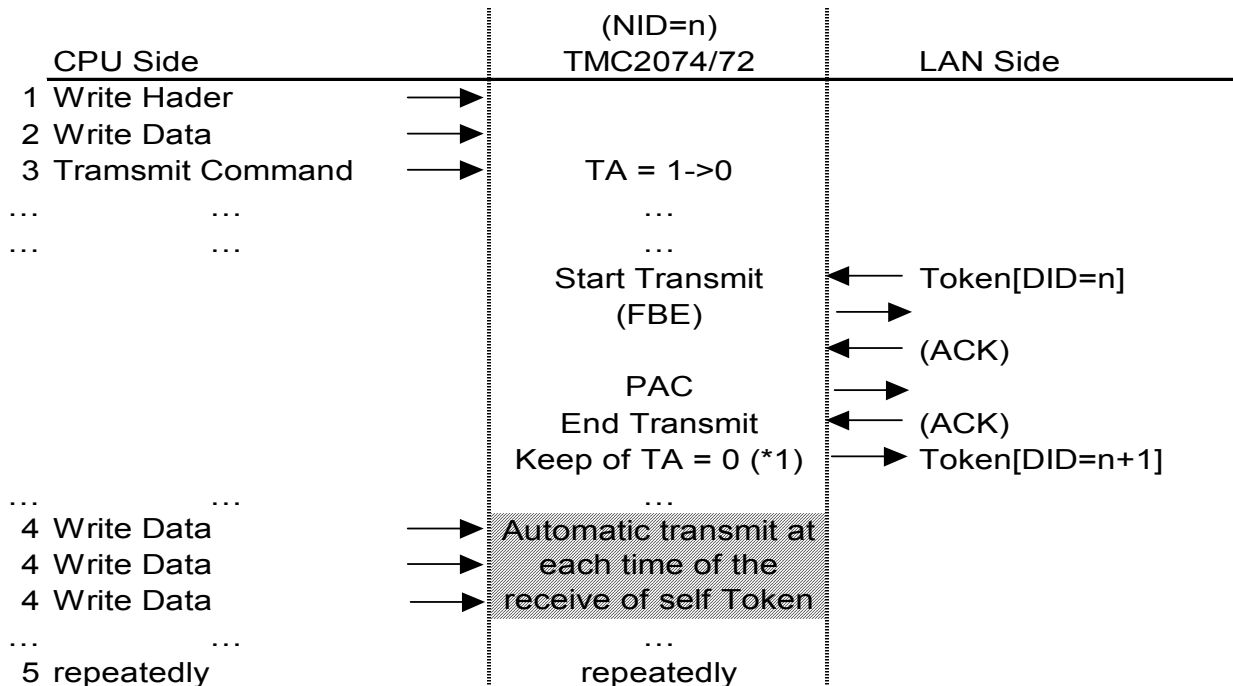 (NID=n)
CPU Side TMC2074/72 LAN Side
1 Write Hader
2 Write Data
3 Tramsmit Command TA = 1->0
... ... ...
... ... ...
Start Transmit Token[DID=n]
(FBE)
(ACK)
PAC
End Transmit (ACK)
Keep of TA = 0 (*1) Token[DID=n+1]
... ... ...
4 Write Data Automatic transmit at
4 Write Data each time of the
4 Write Data receive of self Token
... ... ...
5 repeatedly repeatedly